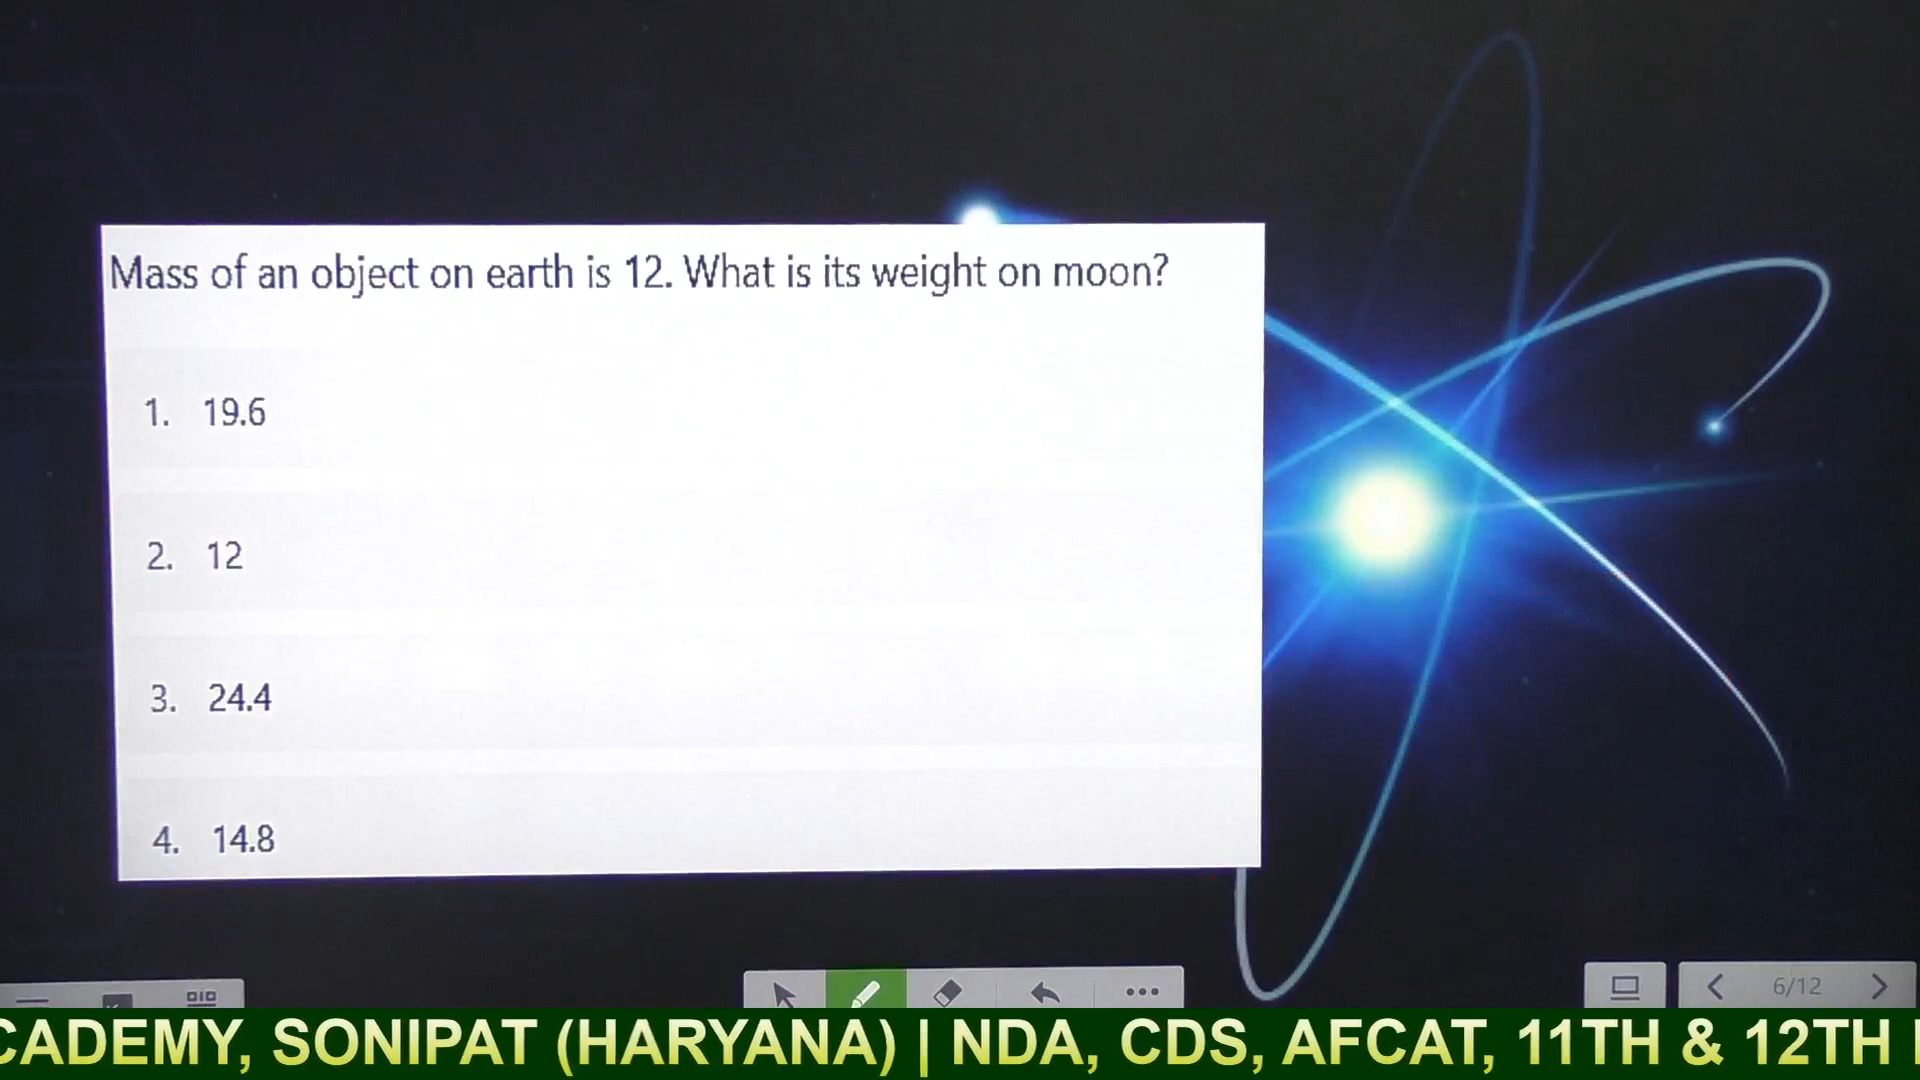 Mass of an object on earth is 12. What is its weight on moon?
1. 19.6
2. 12
3. 24.4
4. 14.8
6/12
CADEMY, SONIPAT (HARYANA) | NDA, CDS, AFCAT, 11TH & 12TH